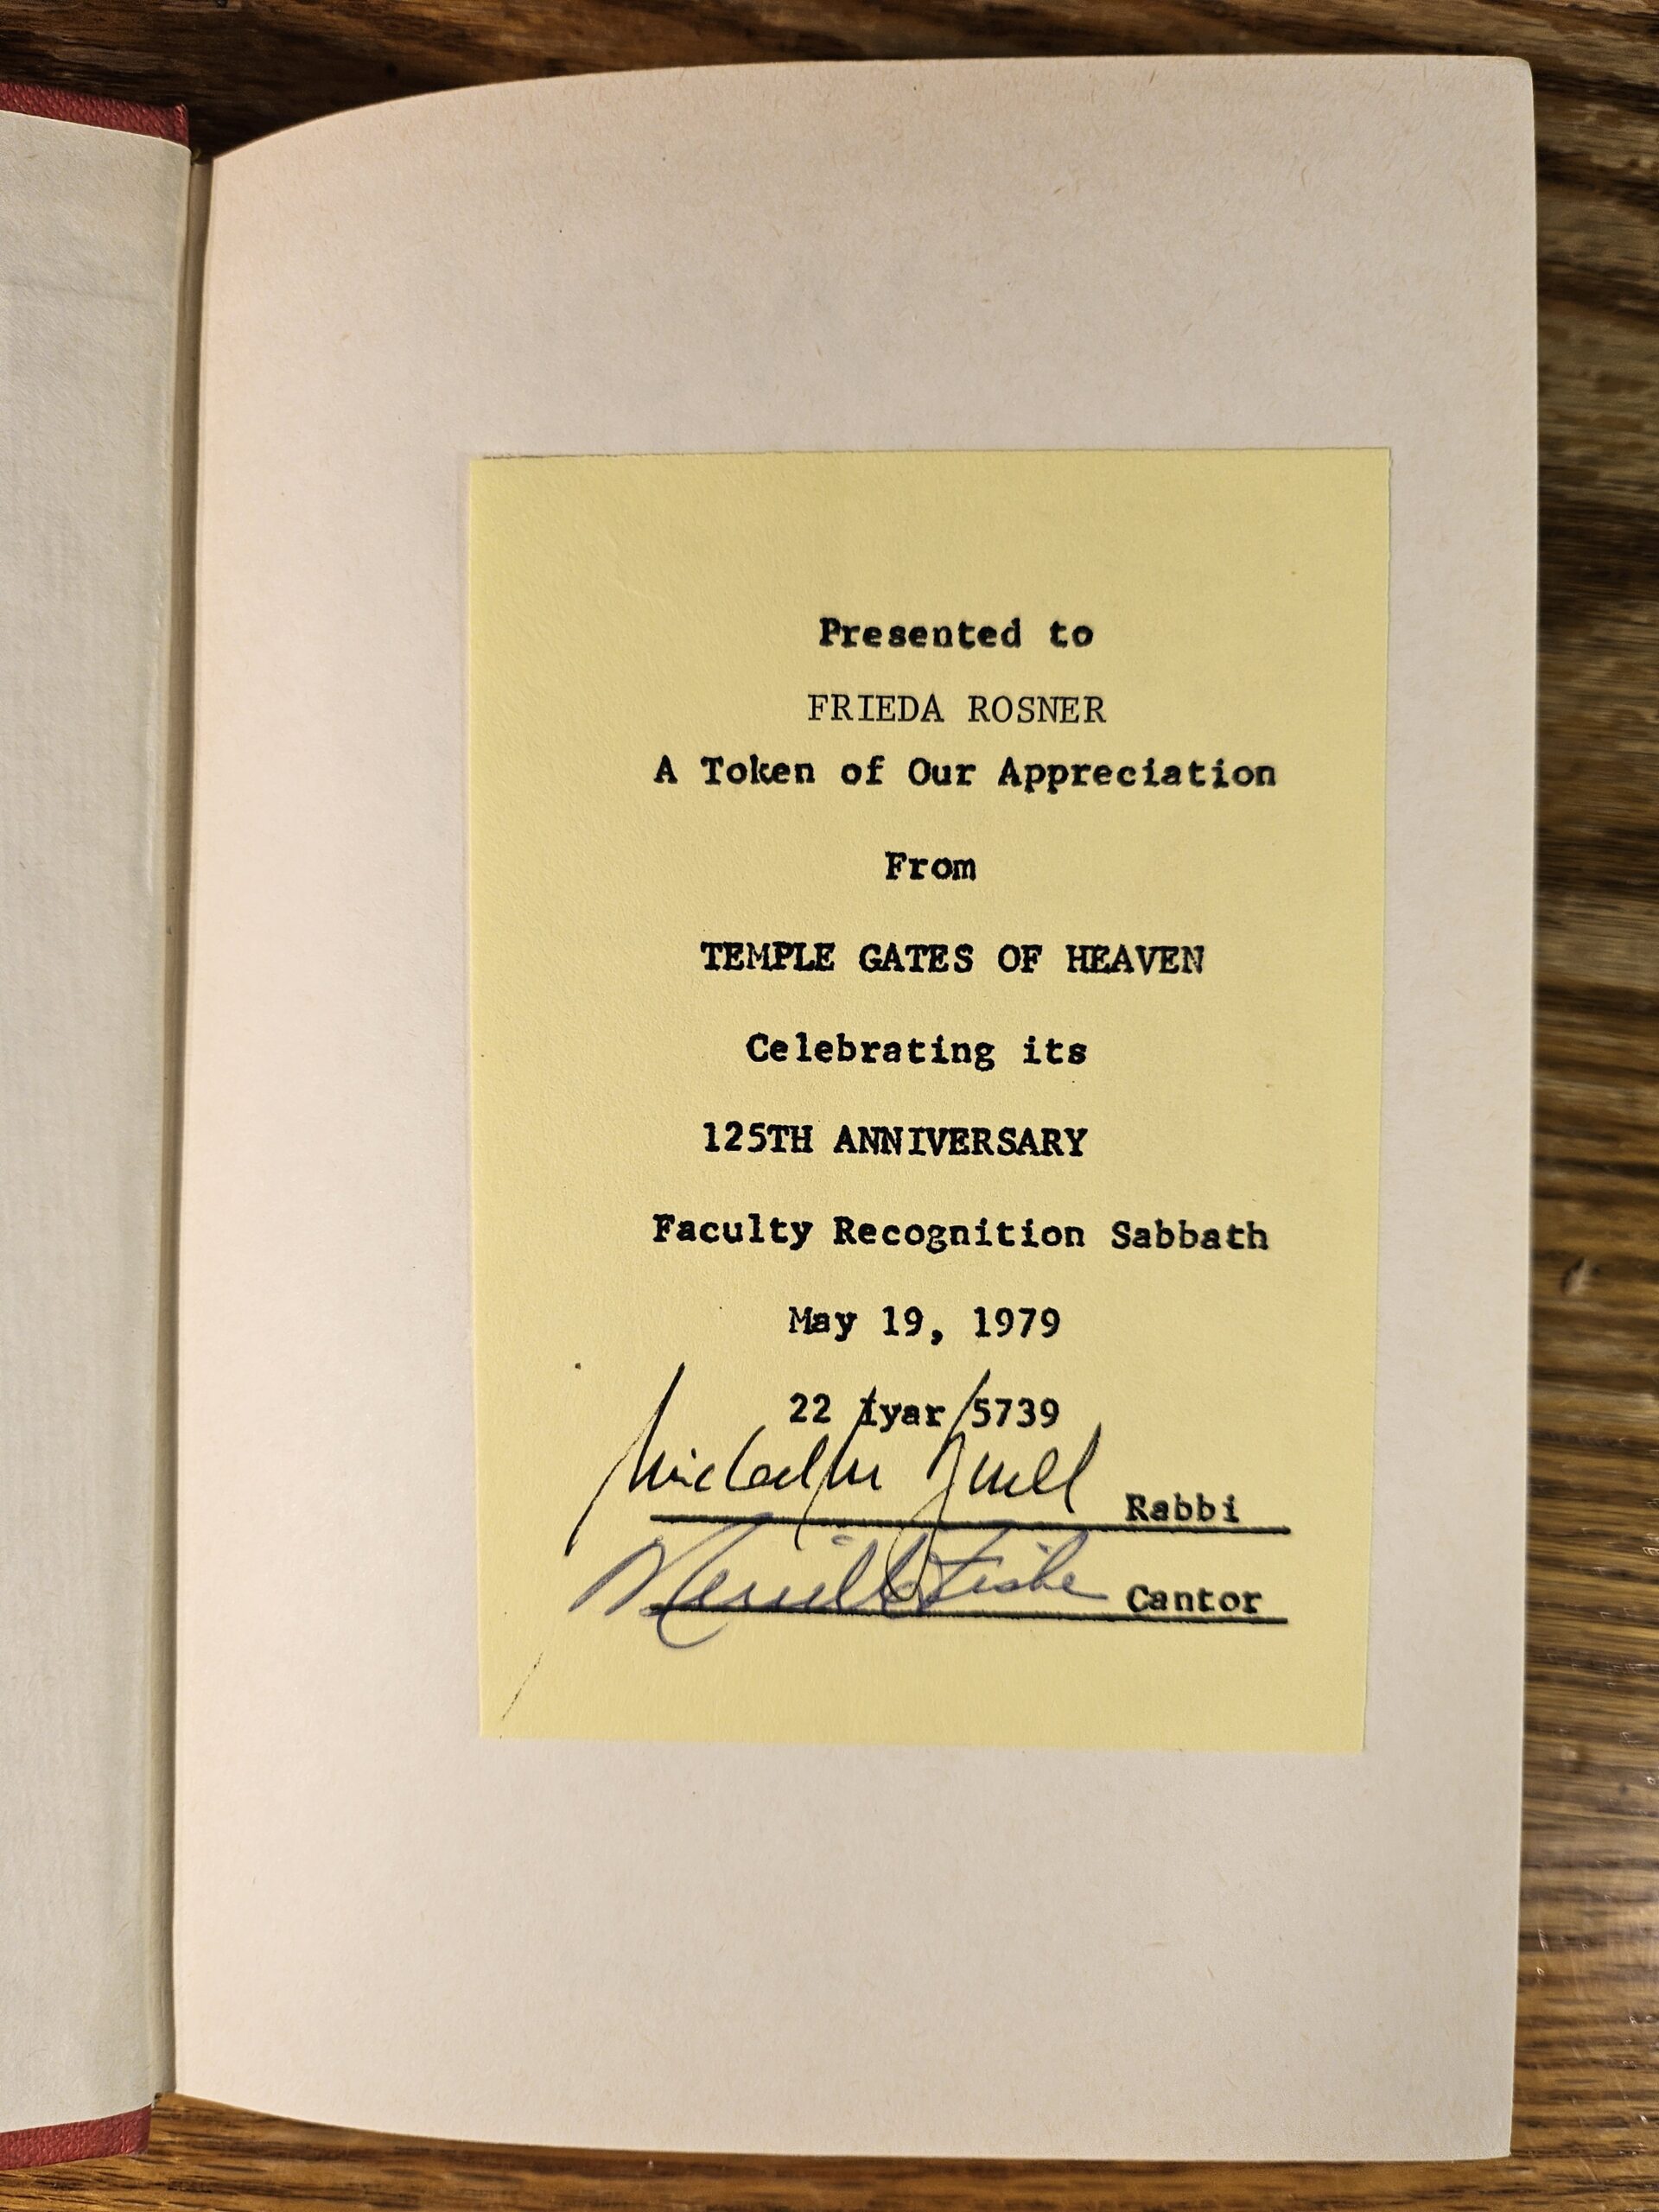 Presented to
FRIEDA ROSNER
A Token of Our Appreciation
From
TEMPLE GATES OF HEAVEN
Celebrating its
125TH ANNIVERSARY
Faculty Recognition Sabbath
May 19, 1979
22 iyar 5739
Rabbi
Cantor